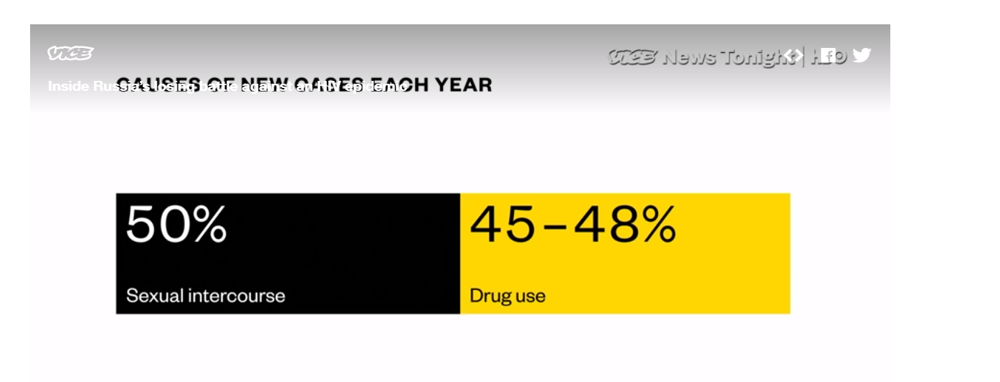 VICE
VICE News Tonight | HBO
CAUSES OF NEW CASES EACH YEAR
Inside Russia's losing battle against an HIV epidemic
50%
45–48%
Sexual intercourse
Drug use